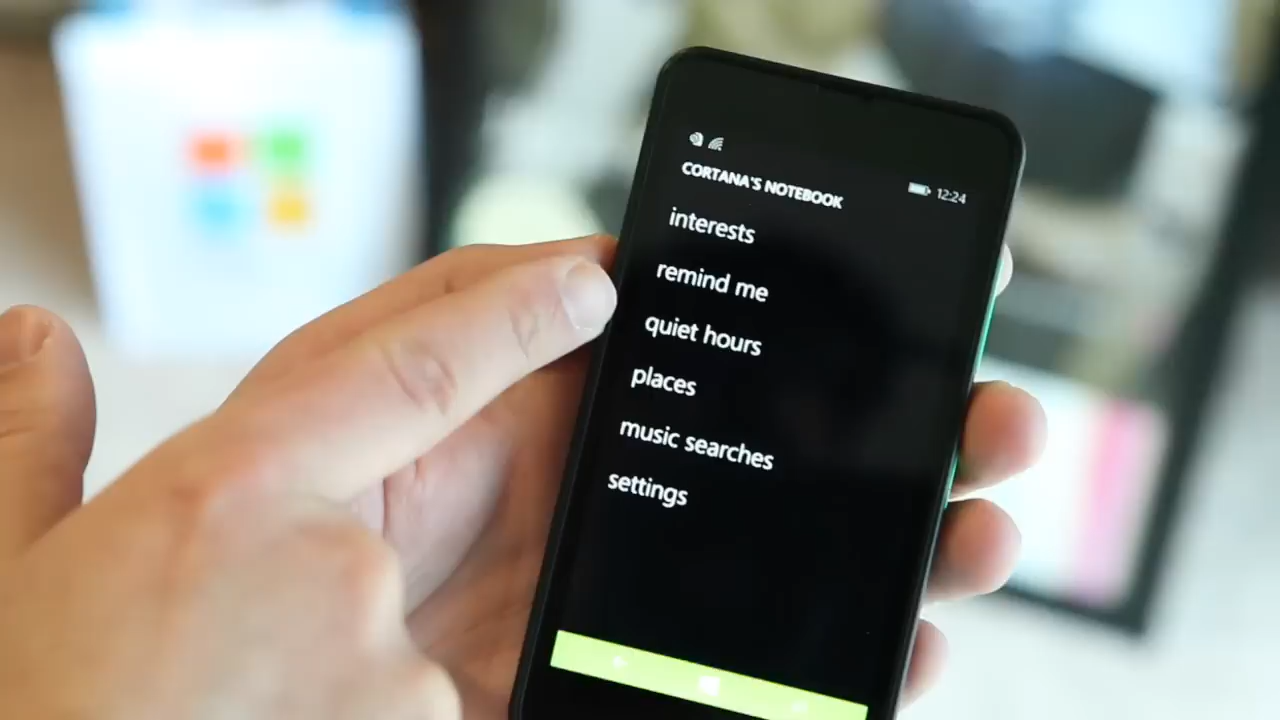 12:24
CORTANA'S NOTEBOOK
interests
remind me
quiet hours
places
music searches
settings